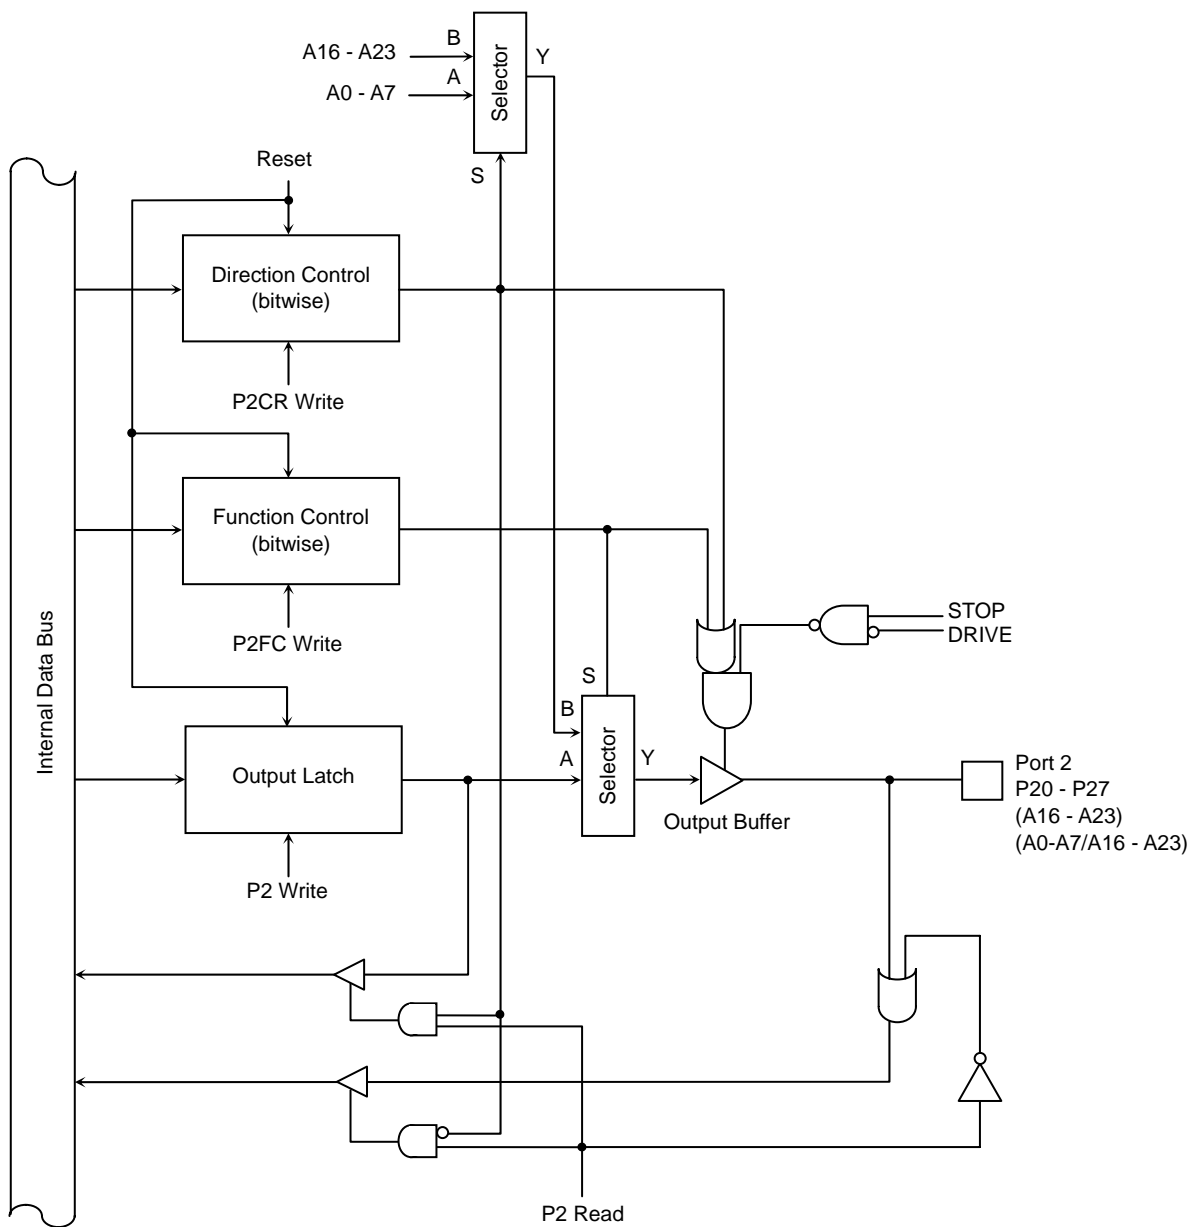 A16 - A23
B
Y
A0 - A7
A
Selector
S
Reset
Direction Control
(bitwise)
P2CR Write
Function Control
(bitwise)
P2FC Write
STOP
DRIVE
Internal Data Bus
S
B
A
Selector
Y
Output Latch
Output Buffer
Port 2
P20 - P27
(A16 - A23)
(A0-A7/A16 - A23)
P2 Write
P2 Read